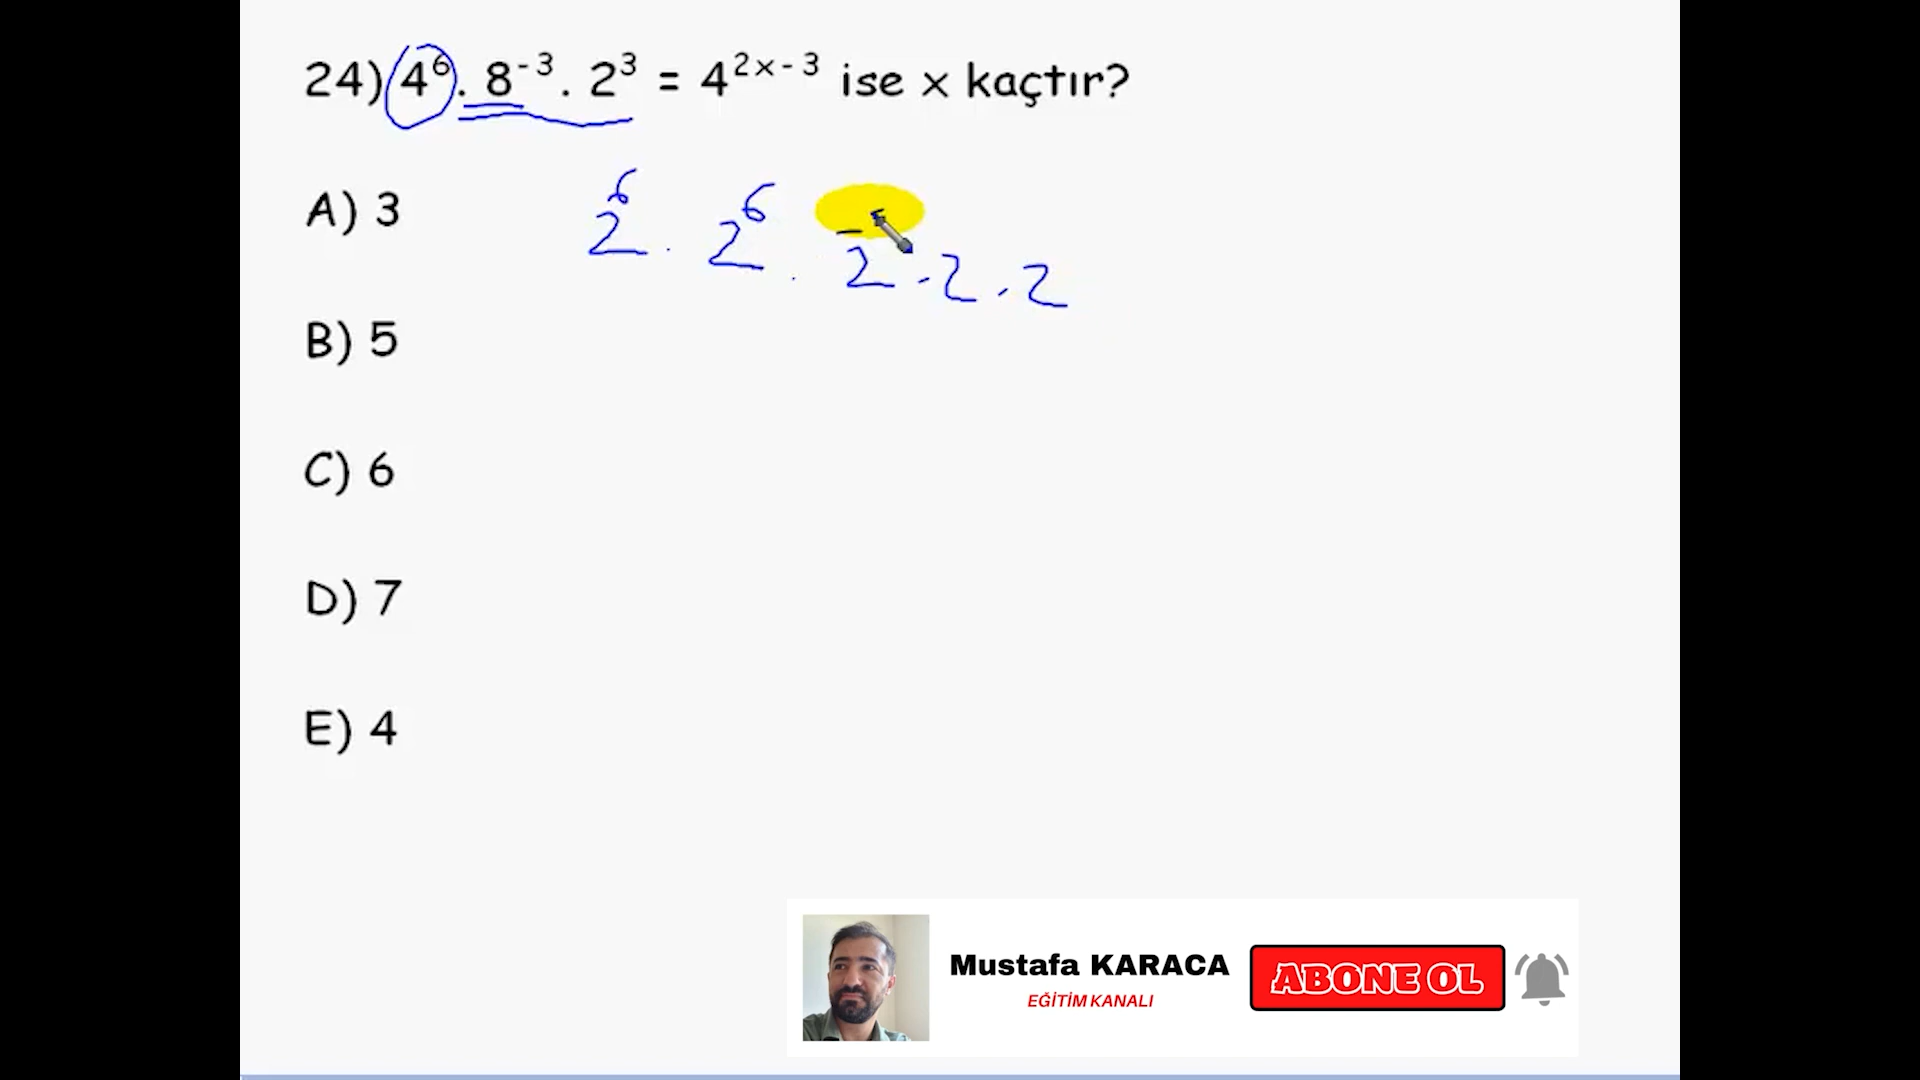 24) 4⁶ . 8⁻³ . 2³ = 4²ˣ⁻³ ise x kaçtır?
2⁶ . 2⁶ . 2⁻ . 2 . 2
A) 3
B) 5
C) 6
D) 7
E) 4
Mustafa KARACA
ABONE OL
EĞİTİM KANALI